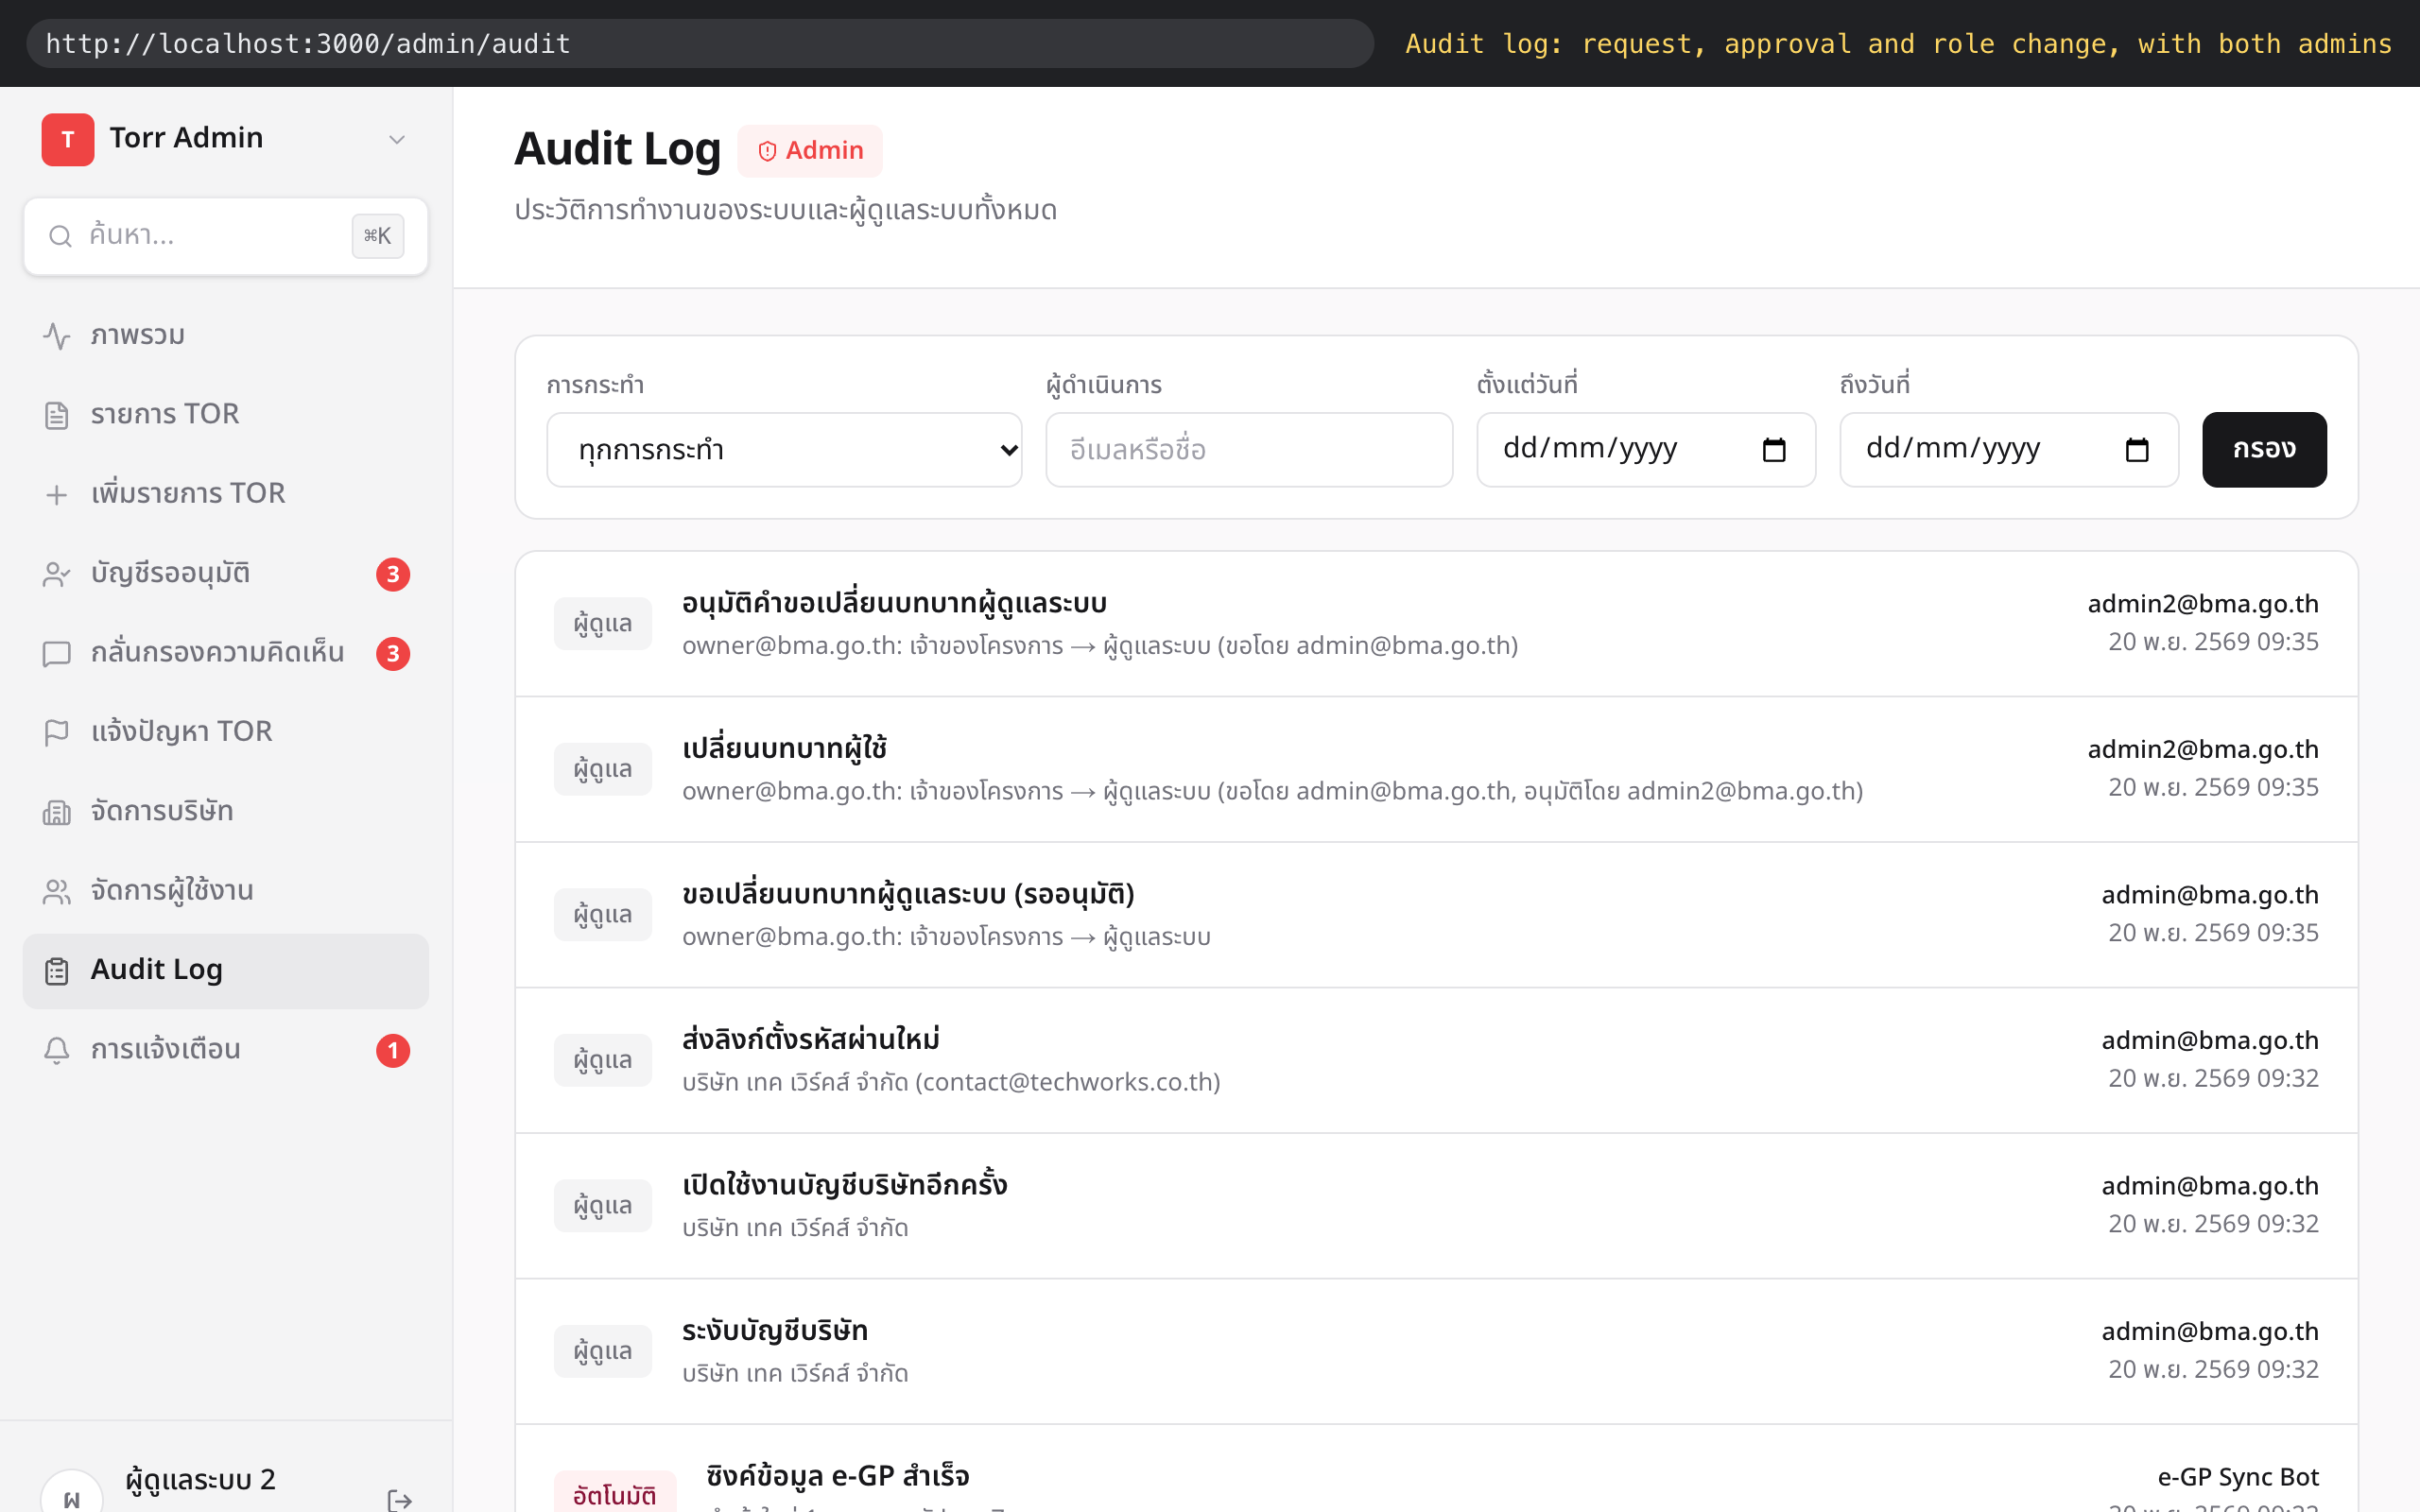 http://localhost:3000/admin/audit
Audit log: request, approval and role change, with both admins
T Torr Admin
ค้นหา... ⌘K
ภาพรวม
รายการ TOR
เพิ่มรายการ TOR
บัญชีรออนุมัติ 3
กลั่นกรองความคิดเห็น 3
แจ้งปัญหา TOR
จัดการบริษัท
จัดการผู้ใช้งาน
Audit Log
การแจ้งเตือน 1
ผ ผู้ดูแลระบบ 2
Audit Log Admin
ประวัติการทำงานของระบบและผู้ดูแลระบบทั้งหมด
การกระทำ ผู้ดำเนินการ ตั้งแต่วันที่ ถึงวันที่
ทุกการกระทำ อีเมลหรือชื่อ dd/mm/yyyy dd/mm/yyyy กรอง
ผู้ดูแล อนุมัติคำขอเปลี่ยนบทบาทผู้ดูแลระบบ admin2@bma.go.th
owner@bma.go.th: เจ้าของโครงการ → ผู้ดูแลระบบ (ขอโดย admin@bma.go.th) 20 พ.ย. 2569 09:35
ผู้ดูแล เปลี่ยนบทบาทผู้ใช้ admin2@bma.go.th
owner@bma.go.th: เจ้าของโครงการ → ผู้ดูแลระบบ (ขอโดย admin@bma.go.th, อนุมัติโดย admin2@bma.go.th) 20 พ.ย. 2569 09:35
ผู้ดูแล ขอเปลี่ยนบทบาทผู้ดูแลระบบ (รออนุมัติ) admin@bma.go.th
owner@bma.go.th: เจ้าของโครงการ → ผู้ดูแลระบบ 20 พ.ย. 2569 09:35
ผู้ดูแล ส่งลิงก์ตั้งรหัสผ่านใหม่ admin@bma.go.th
บริษัท เทค เวิร์คส์ จำกัด (contact@techworks.co.th) 20 พ.ย. 2569 09:32
ผู้ดูแล เปิดใช้งานบัญชีบริษัทอีกครั้ง admin@bma.go.th
บริษัท เทค เวิร์คส์ จำกัด 20 พ.ย. 2569 09:32
ผู้ดูแล ระงับบัญชีบริษัท admin@bma.go.th
บริษัท เทค เวิร์คส์ จำกัด 20 พ.ย. 2569 09:32
อัตโนมัติ ซิงค์ข้อมูล e-GP สำเร็จ e-GP Sync Bot